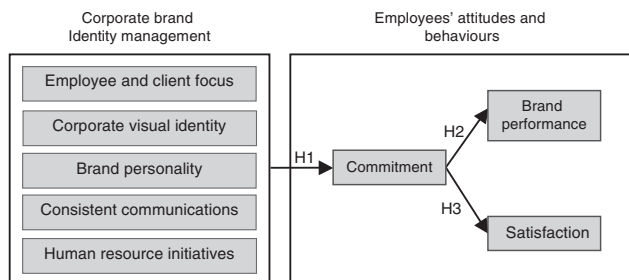 Corporate brand
Identity management
Employees' attitudes and
behaviours
Employee and client focus
Corporate visual identity
Brand personality
Consistent communications
Human resource initiatives
H1
Commitment
H2
H3
Brand
performance
Satisfaction